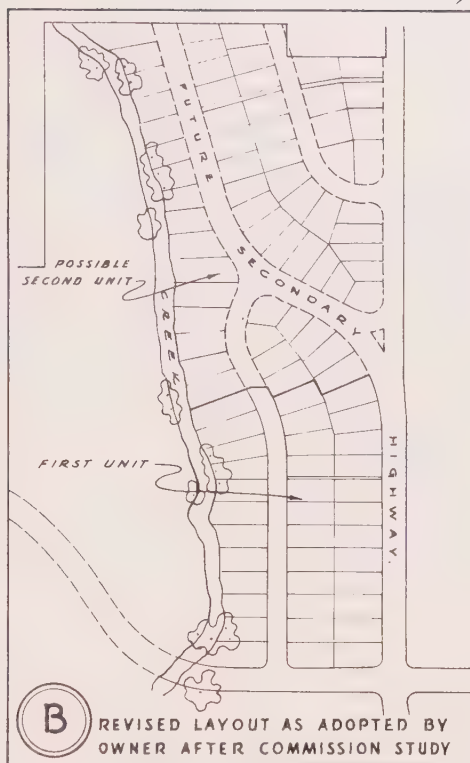 FUTURE
SECONDARY
POSSIBLE
SECOND UNIT
CREEK
FIRST UNIT
HIGHWAY.
B
REVISED LAYOUT AS ADOPTED BY
OWNER AFTER COMMISSION STUDY